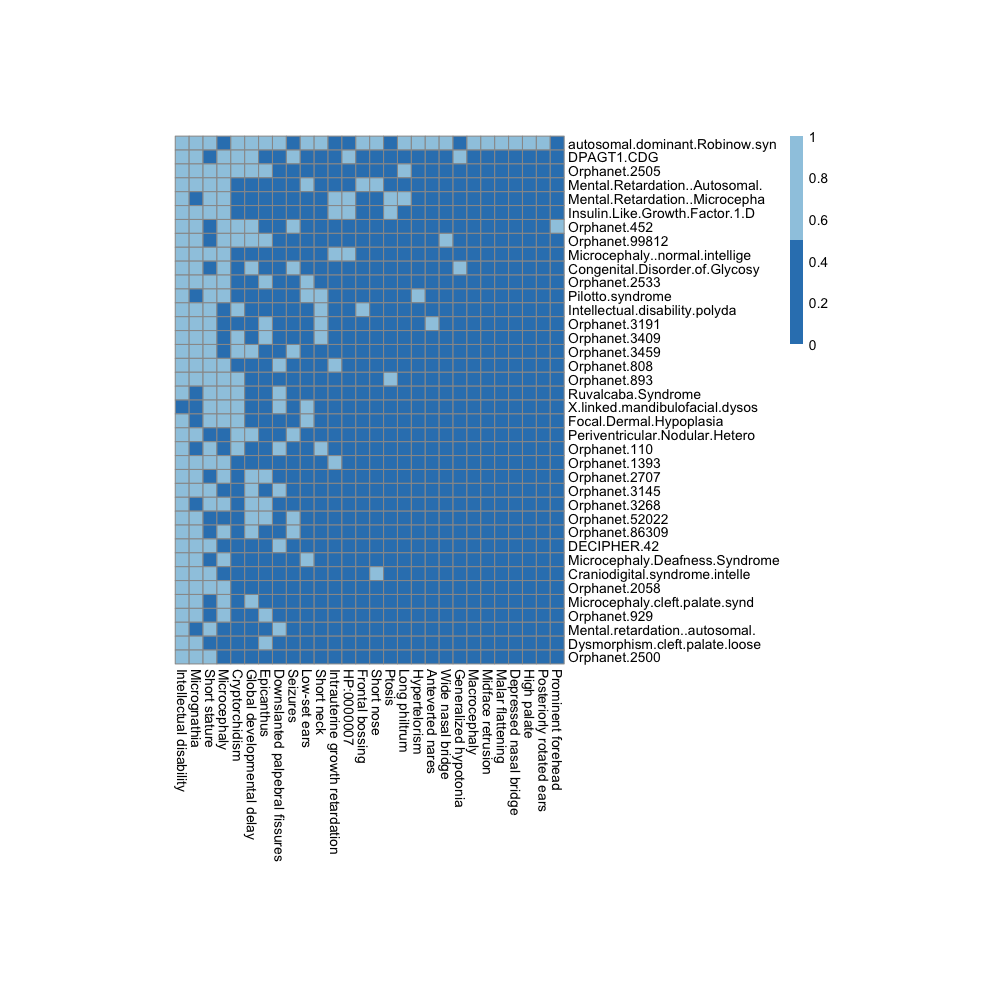 autosomal.dominant.Robinow.syn
DPAGT1.CDG
Orphanet.2505
Mental.Retardation..Autosomal.
Mental.Retardation..Microcepha
Insulin.Like.Growth.Factor.1.D
Orphanet.452
Orphanet.99812
Microcephaly..normal.intellige
Congenital.Disorder.of.Glycosy
Orphanet.2533
Pilotto.syndrome
Intellectual.disability.polyda
Orphanet.3191
Orphanet.3409
Orphanet.3459
Orphanet.808
Orphanet.893
Ruvalcaba.Syndrome
X.linked.mandibulofacial.dysos
Focal.Dermal.Hypoplasia
Periventricular.Nodular.Hetero
Orphanet.110
Orphanet.1393
Orphanet.2707
Orphanet.3145
Orphanet.3268
Orphanet.52022
Orphanet.86309
DECIPHER.42
Microcephaly.Deafness.Syndrome
Craniodigital.syndrome.intelle
Orphanet.2058
Microcephaly.cleft.palate.synd
Orphanet.929
Mental.retardation..autosomal.
Dysmorphism.cleft.palate.loose
Orphanet.2500
1
0.8
0.6
0.4
0.2
0
Intellectual disability
Micrognathia
Short stature
Microcephaly
Cryptorchidism
Global developmental delay
Epicanthus
Downslanted palpebral fissures
Seizures
Low-set ears
Short neck
Intrauterine growth retardation
HP:0000007
Frontal bossing
Short nose
Ptosis
Long philtrum
Hypertelorism
Anteverted nares
Wide nasal bridge
Generalized hypotonia
Macrocephaly
Midface retrusion
Malar flattening
Depressed nasal bridge
High palate
Posteriorly rotated ears
Prominent forehead